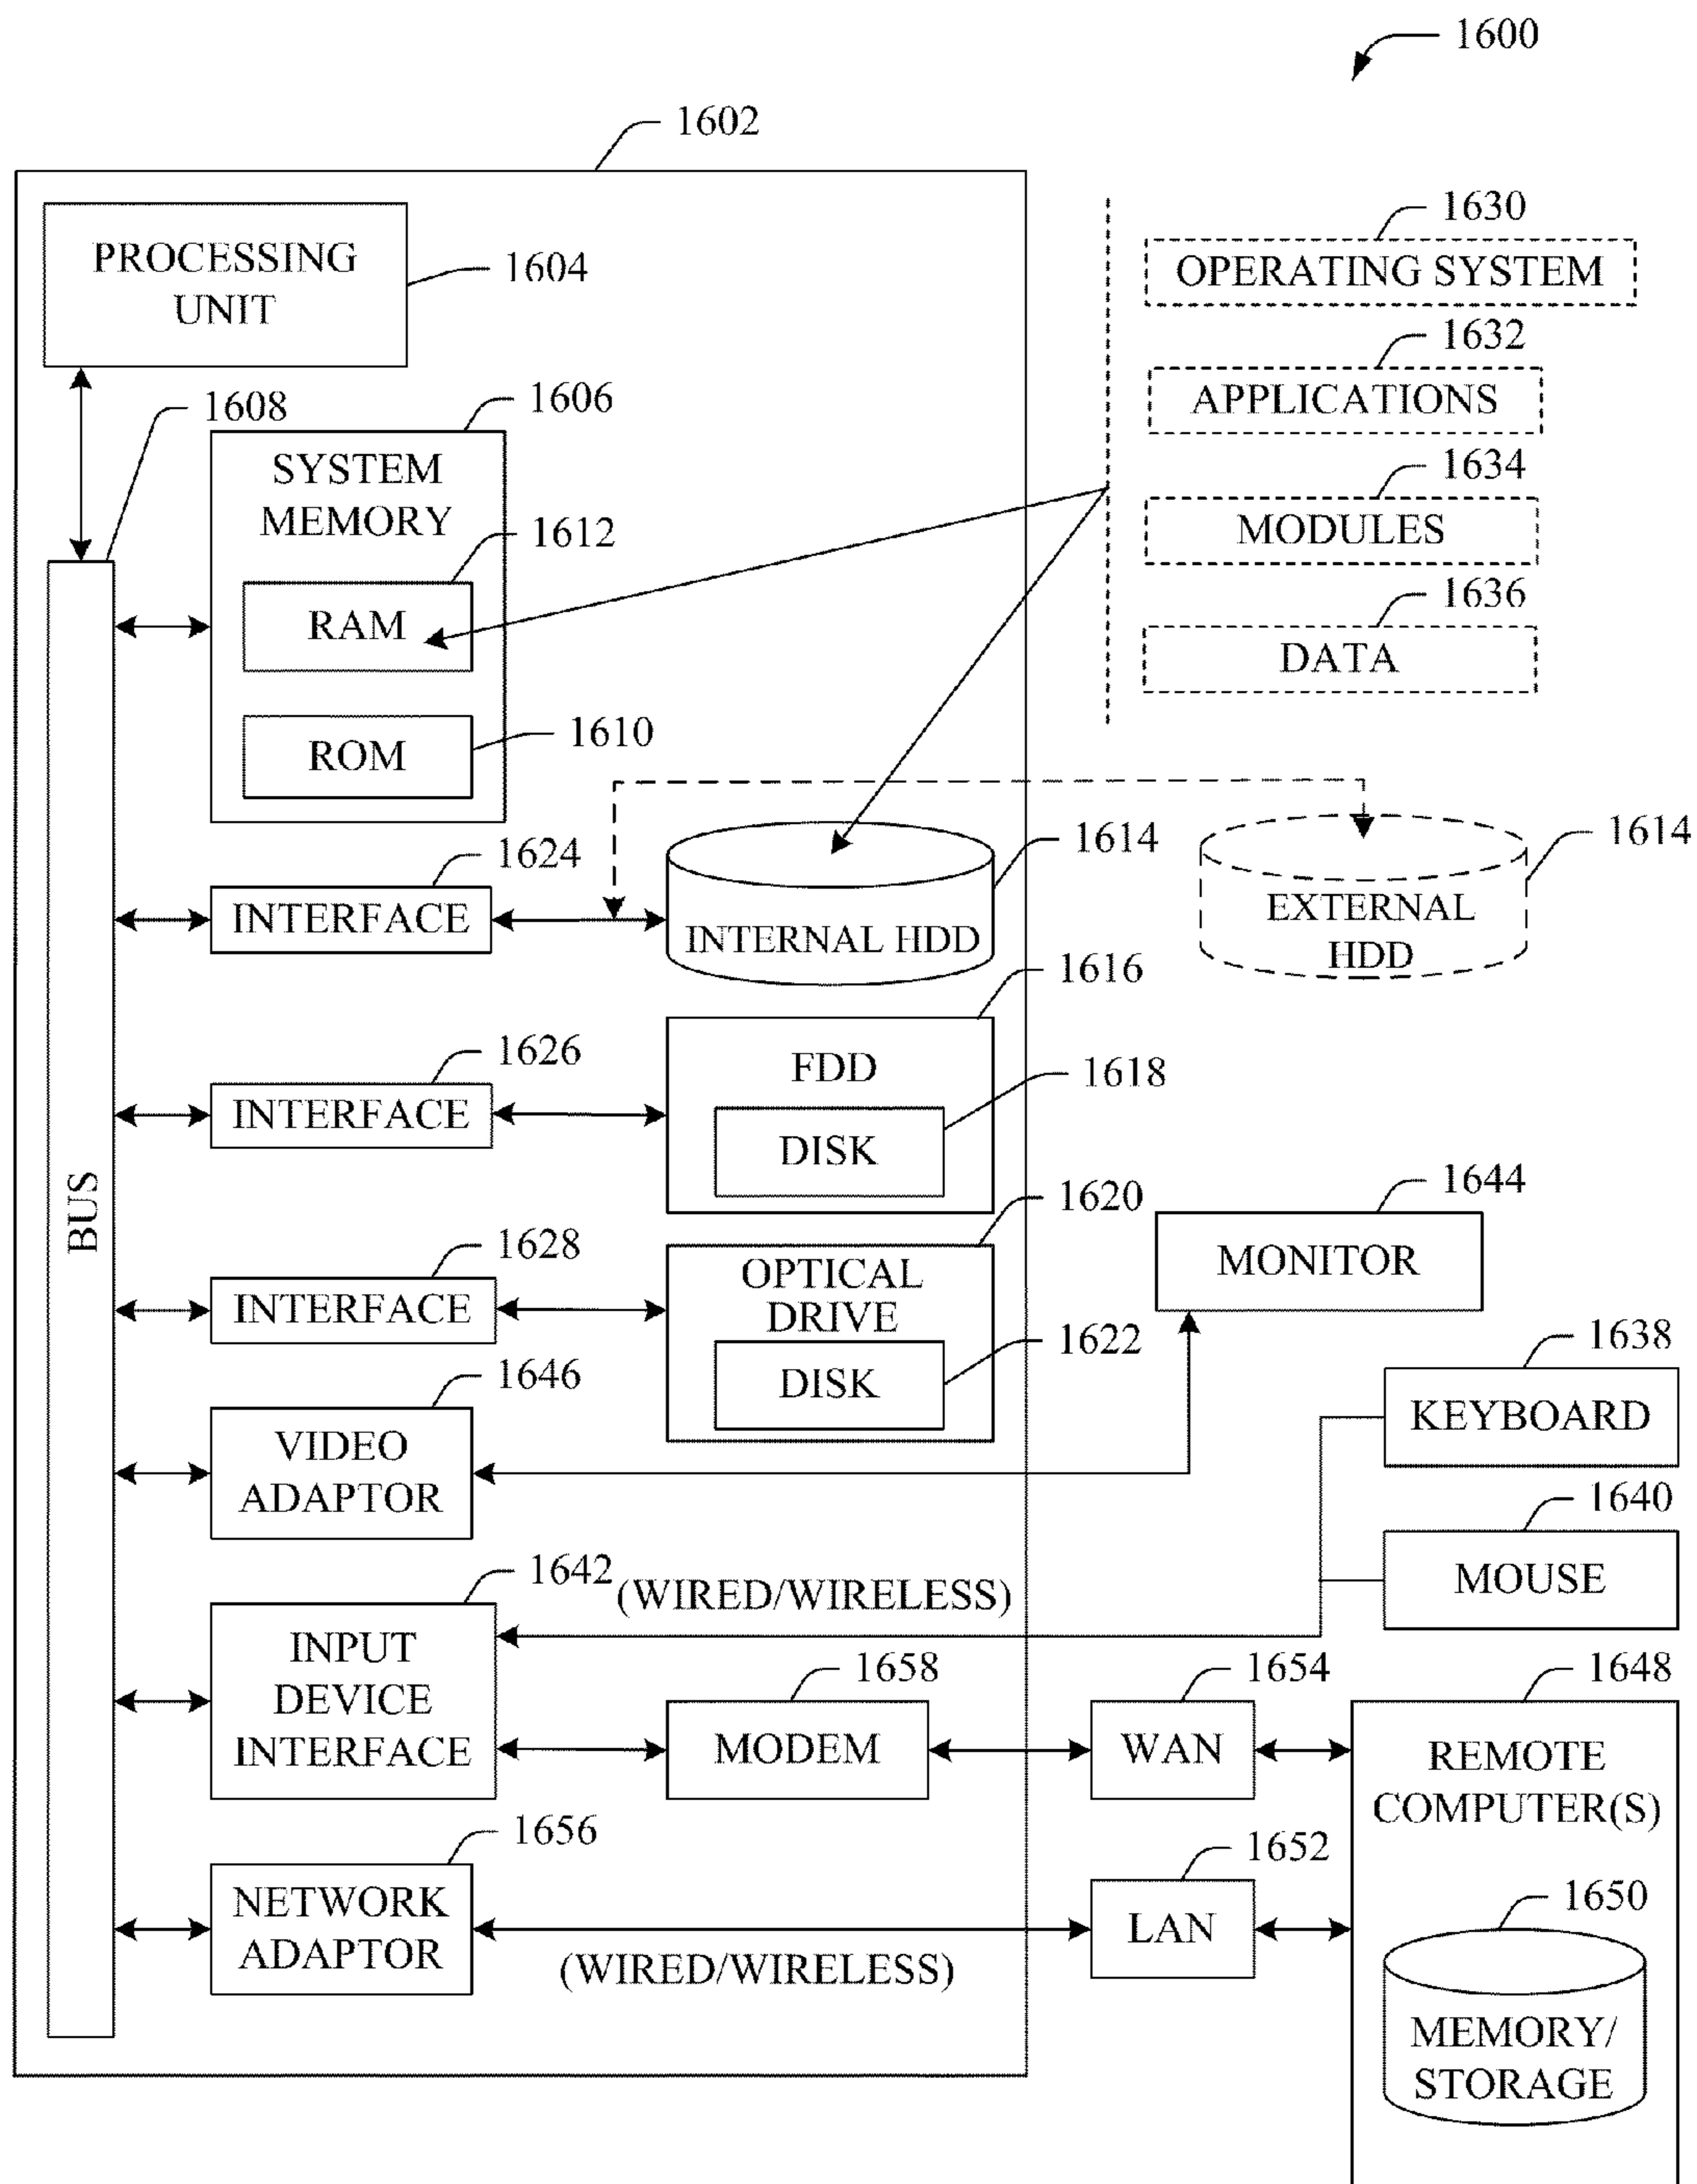 1600
1602
PROCESSING
UNIT
1604
1630
OPERATING SYSTEM
1632
APPLICATIONS
1634
MODULES
1636
DATA
1608
1606
SYSTEM
MEMORY
1612
RAM
1610
ROM
1624
INTERFACE
1614
INTERNAL HDD
1614
EXTERNAL
HDD
1616
1626
INTERFACE
FDD
1618
DISK
BUS
1620
1628
INTERFACE
OPTICAL
DRIVE
1622
DISK
1644
MONITOR
1638
KEYBOARD
1646
VIDEO
ADAPTOR
1640
MOUSE
1642
(WIRED/WIRELESS)
INPUT
DEVICE
INTERFACE
1658
MODEM
1654
WAN
1648
REMOTE
COMPUTER(S)
1656
NETWORK
ADAPTOR
(WIRED/WIRELESS)
1652
LAN
1650
MEMORY/
STORAGE